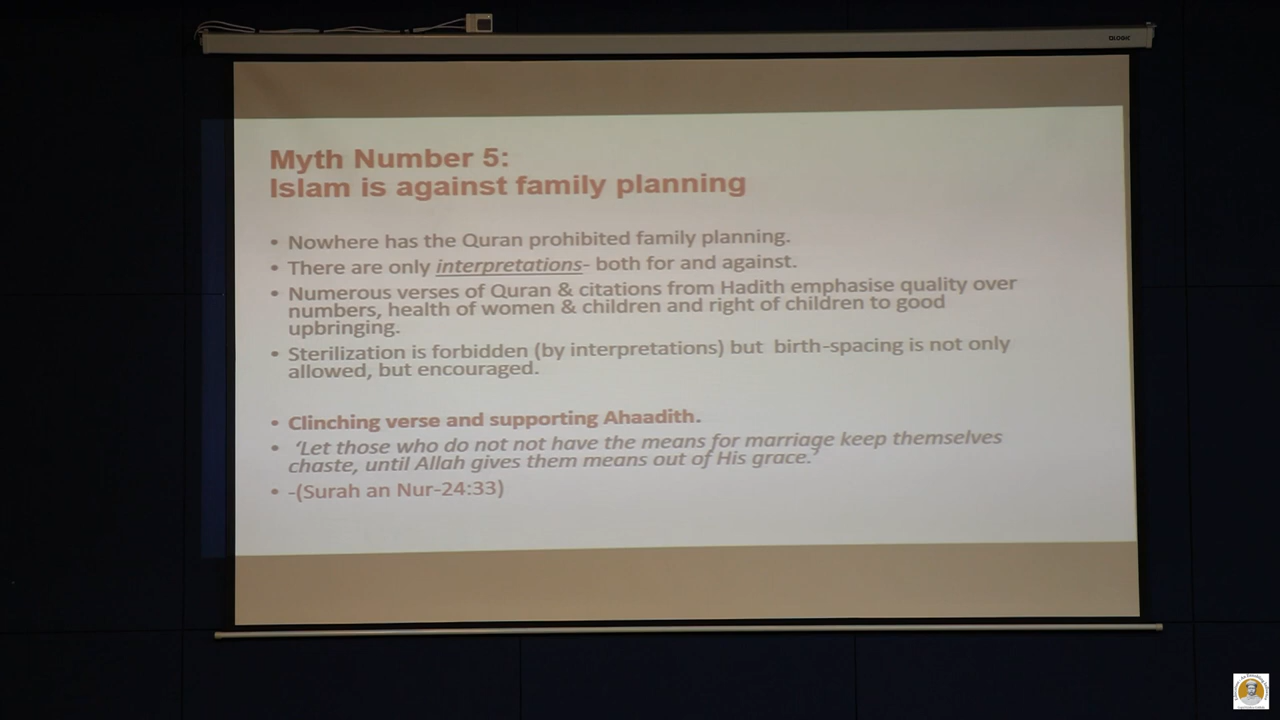 Myth Number 5:
Islam is against family planning
• Nowhere has the Quran prohibited family planning.
• There are only interpretations- both for and against.
• Numerous verses of Quran & citations from Hadith emphasise quality over
numbers, health of women & children and right of children to good
upbringing.
• Sterilization is forbidden (by interpretations) but birth-spacing is not only
allowed, but encouraged.
• Clinching verse and supporting Ahaadith.
• ‘Let those who do not not have the means for marriage keep themselves
chaste, until Allah gives them means out of His grace.’
• -(Surah an Nur-24:33)